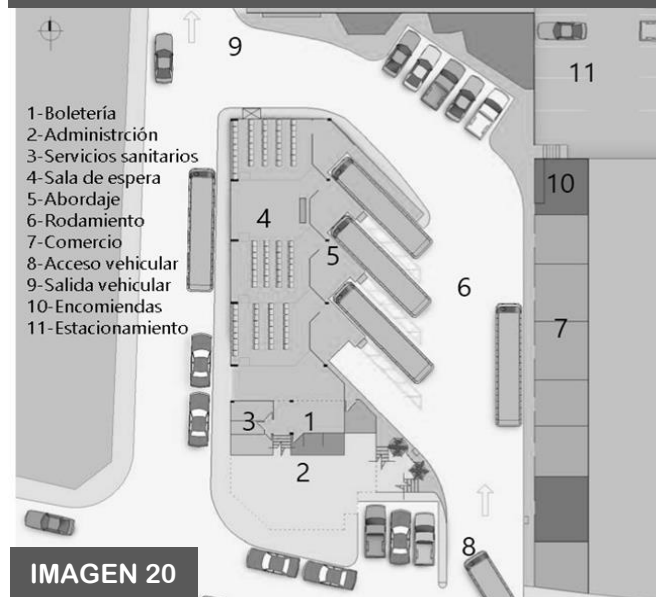 9
11
1-Boletería
2-Administrción
3-Servicios sanitarios
4-Sala de espera
5-Abordaje
6-Rodamiento
7-Comercio
8-Acceso vehicular
9-Salida vehicular
10-Encomiendas
11-Estacionamiento
10
4
5
6
7
3
1
2
8
IMAGEN 20